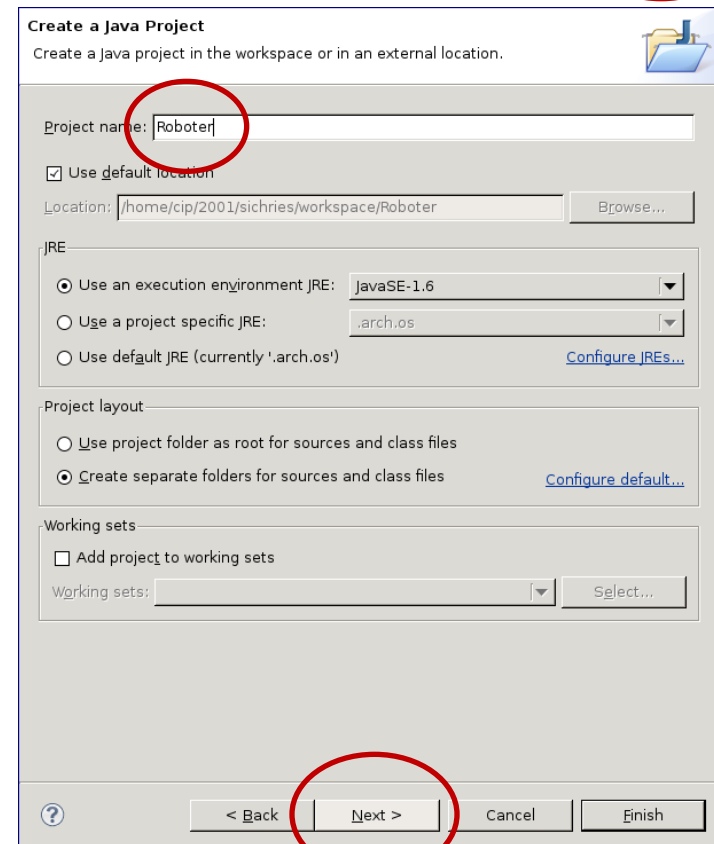 Create a Java Project
Create a Java project in the workspace or in an external location.
Project name: Roboter
Use default location
Location: /home/cip/2001/sichries/workspace/Roboter Browse...
JRE
Use an execution environment JRE: JavaSE-1.6
Use a project specific JRE: .arch.os
Use default JRE (currently '.arch.os') Configure JREs...
Project layout
Use project folder as root for sources and class files
Create separate folders for sources and class files Configure default...
Working sets
Add project to working sets
Working sets: Select...
? < Back Next > Cancel Finish